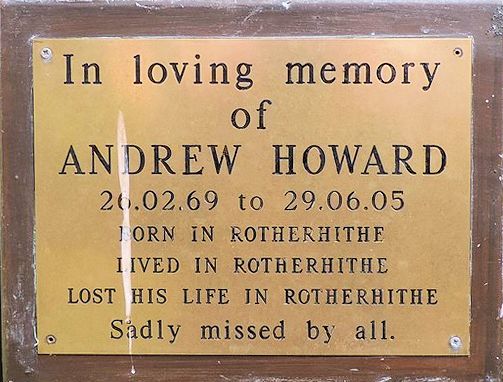 In loving memory
of
ANDREW HOWARD
26.02.69 to 29.06.05
BORN IN ROTHERHITHE
LIVED IN ROTHERHITHE
LOST HIS LIFE IN ROTHERHITHE
Sadly missed by all.